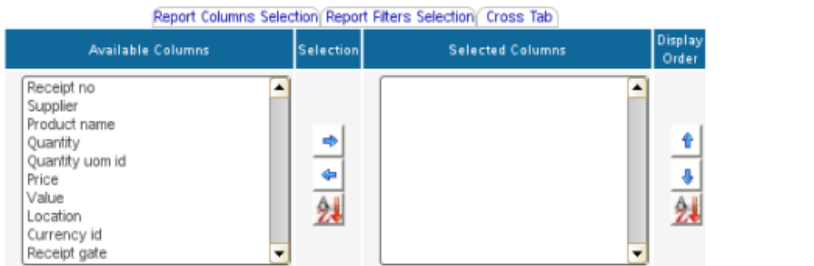 Report Columns Selection Report Filters Selection Cross Tab
Available Columns Selection Selected Columns Display Order
Receipt no
Supplier
Product name
Quantity
Quantity uom id
Price
Value
Location
Currency id
Receipt gate
A
Z
A
Z